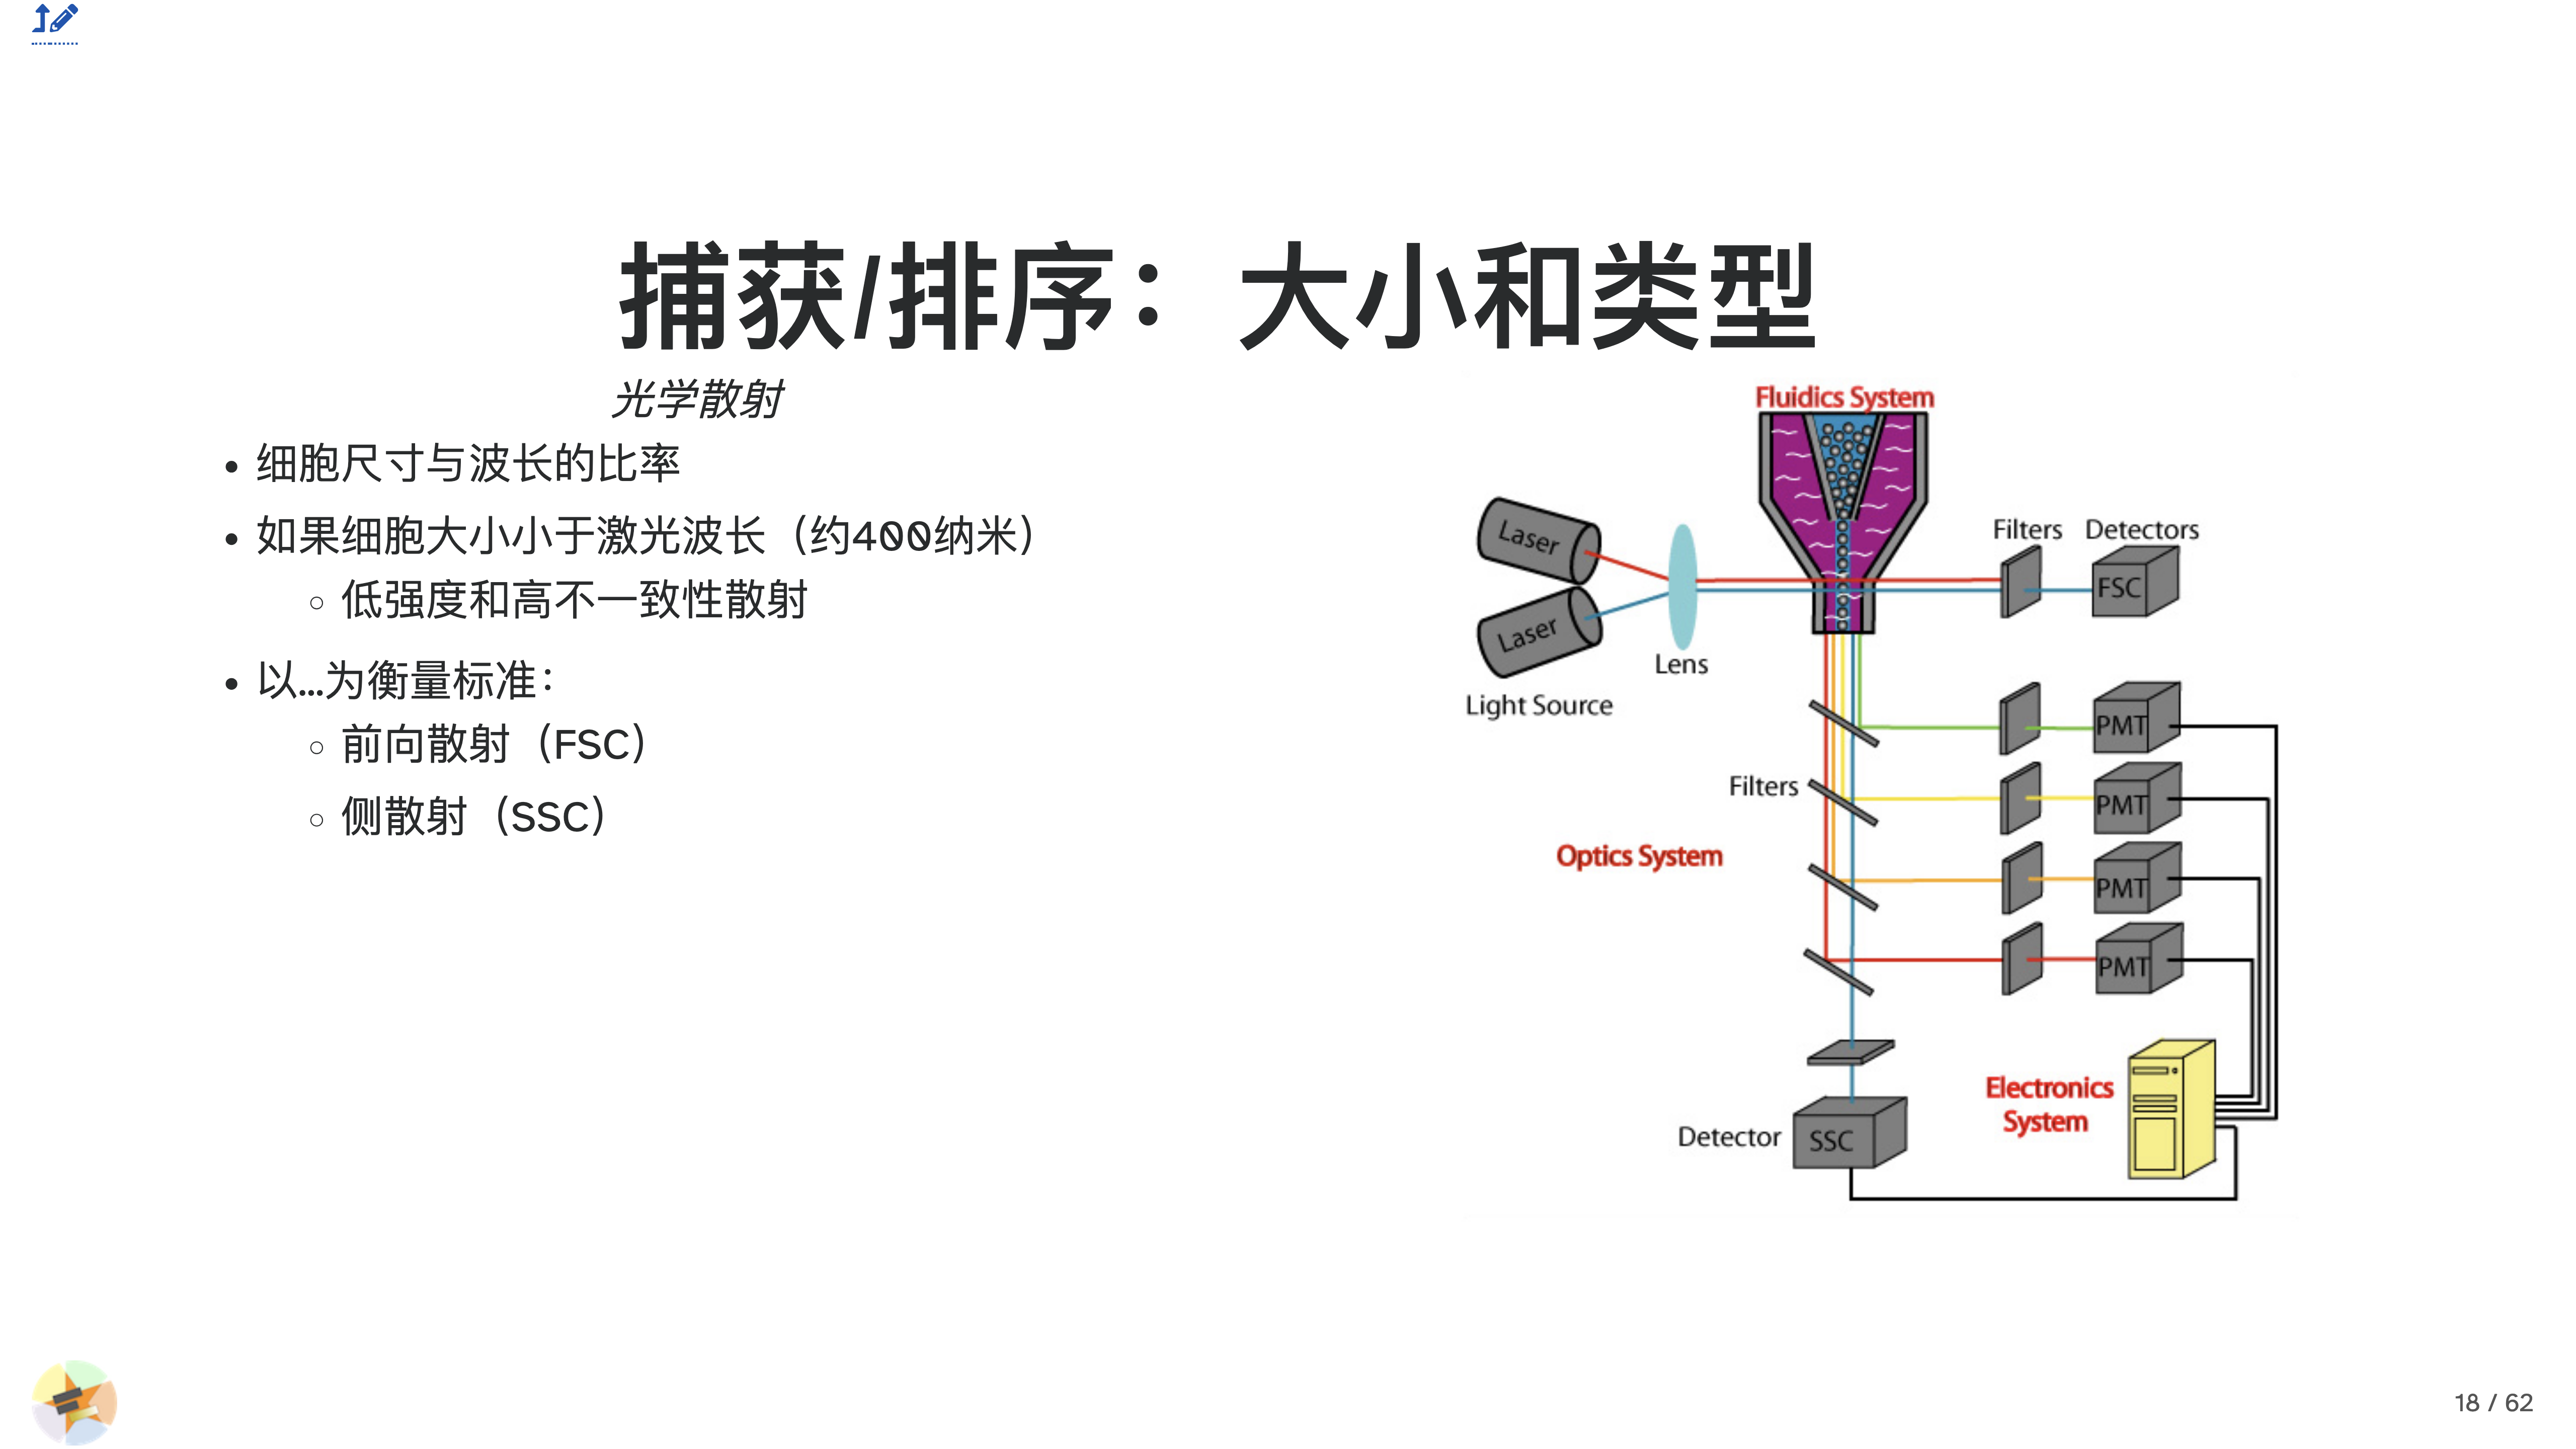 捕获/排序：大小和类型
光学散射
• 细胞尺寸与波长的比率
• 如果细胞大小小于激光波长（约400纳米）
◦ 低强度和高不一致性散射
• 以...为衡量标准：
◦ 前向散射（FSC）
◦ 侧散射（SSC）
Fluidics System
Laser
Laser
Lens
Light Source
Filters Detectors
FSC
PMT
Filters
PMT
Optics System
PMT
PMT
Electronics
System
Detector
SSC
18 / 62